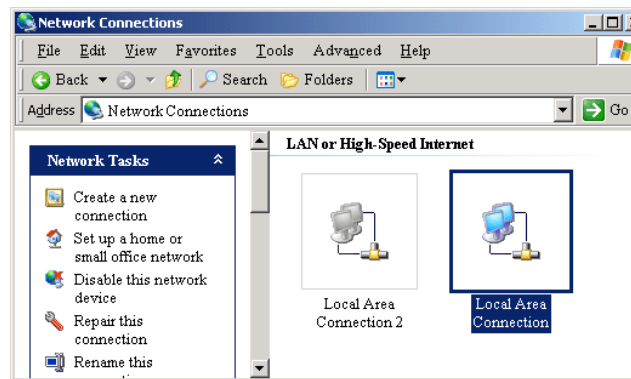 Network Connections
File Edit View Favorites Tools Advanced Help
Back Search Folders
Address Network Connections Go
Network Tasks
Create a new
connection
Set up a home or
small office network
Disable this network
device
Repair this
connection
Rename this
LAN or High-Speed Internet
Local Area
Connection 2
Local Area
Connection